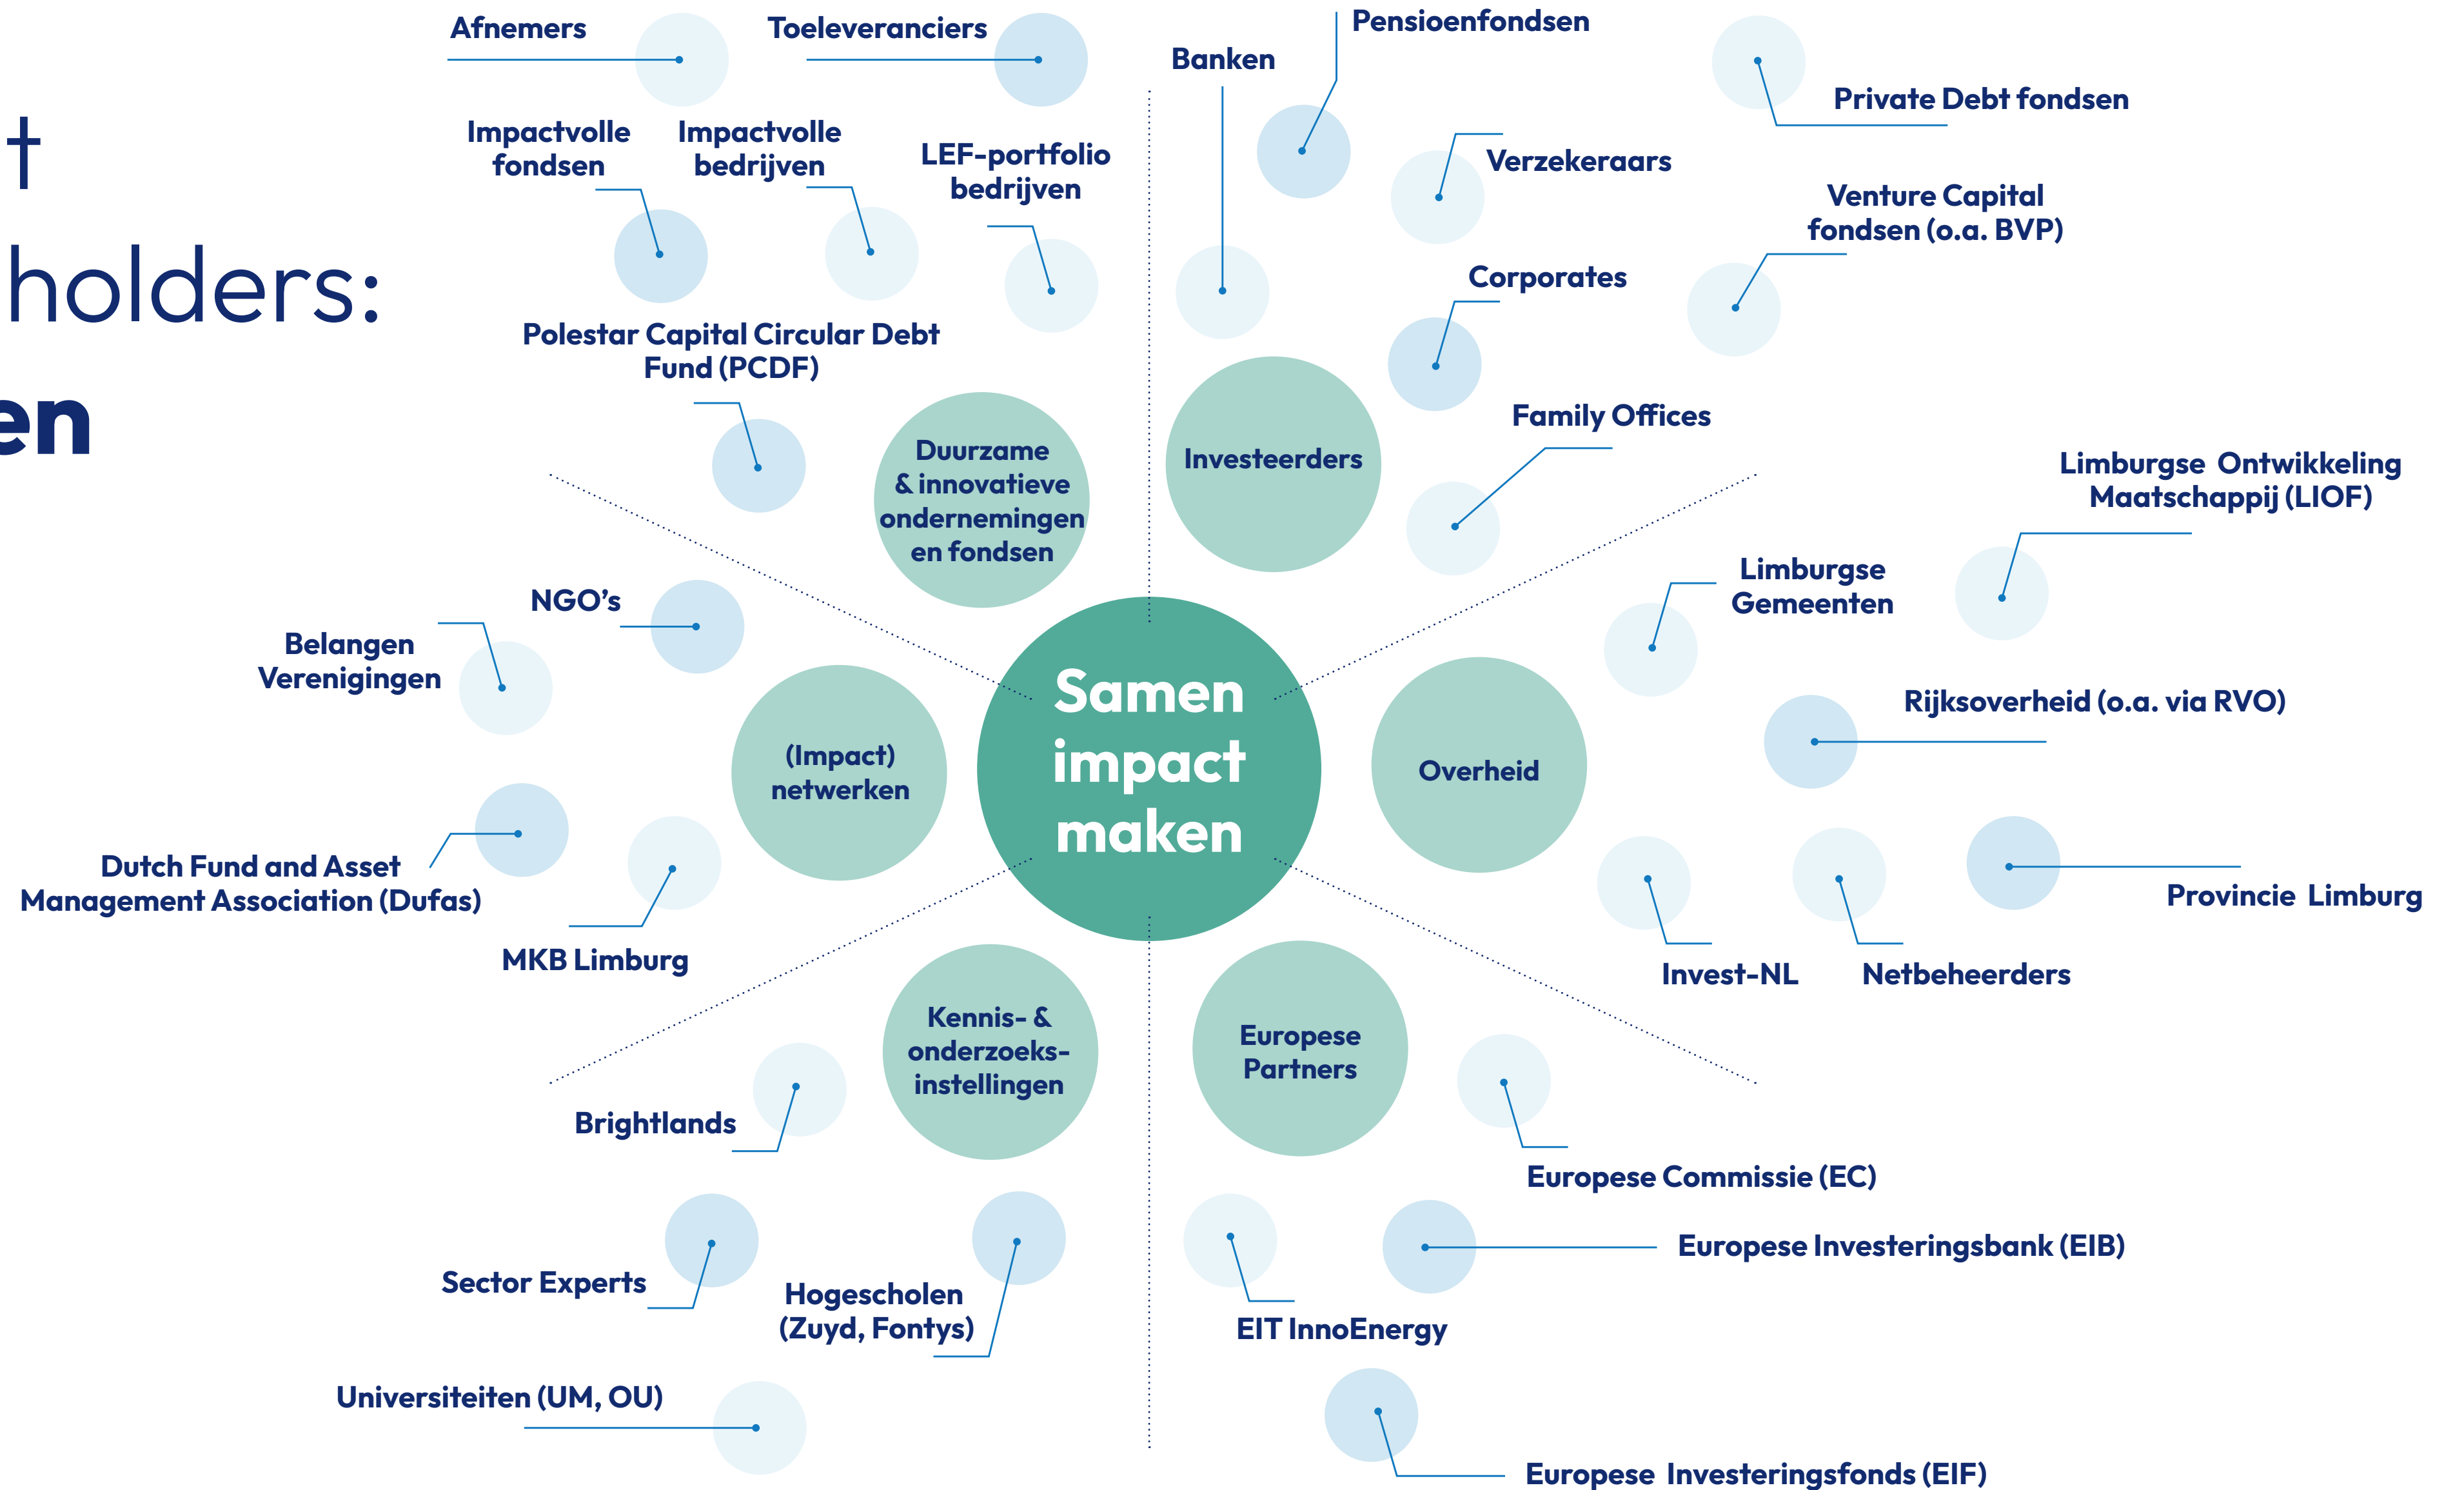 t
holders:
en
Afnemers
Toeleveranciers
Impactvolle
fondsen
Impactvolle
bedrijven
LEF-portfolio
bedrijven
Polestar Capital Circular Debt
Fund (PCDF)
Duurzame
& innovatieve
ondernemingen
en fondsen
Banken
Pensioenfondsen
Verzekeraars
Private Debt fondsen
Venture Capital
fondsen (o.a. BVP)
Corporates
Family Offices
Investeerders
Limburgse Ontwikkeling
Maatschappij (LIOF)
Limburgse
Gemeenten
Rijksoverheid (o.a. via RVO)
Overheid
Provincie Limburg
Invest-NL
Netbeheerders
NGO’s
Belangen
Verenigingen
(Impact)
netwerken
Dutch Fund and Asset
Management Association (Dufas)
MKB Limburg
Samen
impact
maken
Kennis- &
onderzoeks-
instellingen
Brightlands
Sector Experts
Hogescholen
(Zuyd, Fontys)
Universiteiten (UM, OU)
Europese
Partners
Europese Commissie (EC)
Europese Investeringsbank (EIB)
EIT InnoEnergy
Europese Investeringsfonds (EIF)